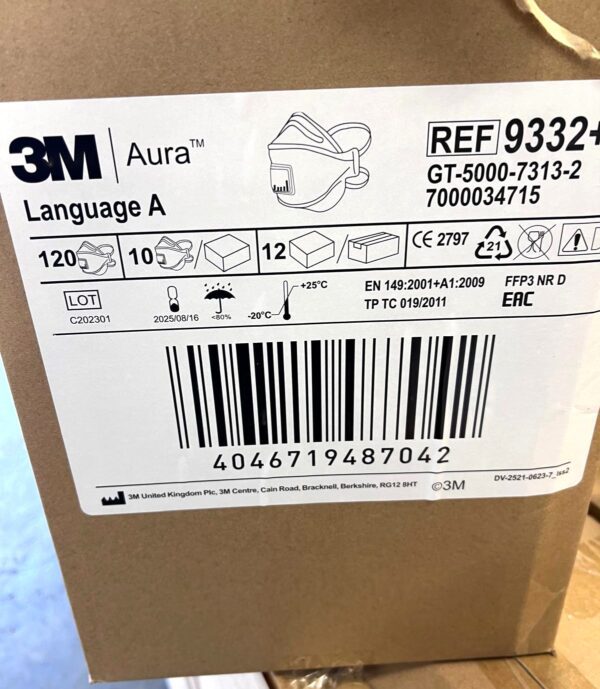 3M Aura™
REF 9332+
GT-5000-7313-2
7000034715
Language A
120 10 / 12 / CE 2797 21
LOT
C202301
2025/08/16
<80%
-20°C
+25°C
EN 149:2001+A1:2009
TP TC 019/2011
FFP3 NR D
EAC
4046719487042
3M United Kingdom Plc, 3M Centre, Cain Road, Bracknell, Berkshire, RG12 8HT
©3M
DV-2521-0623-7_iss2